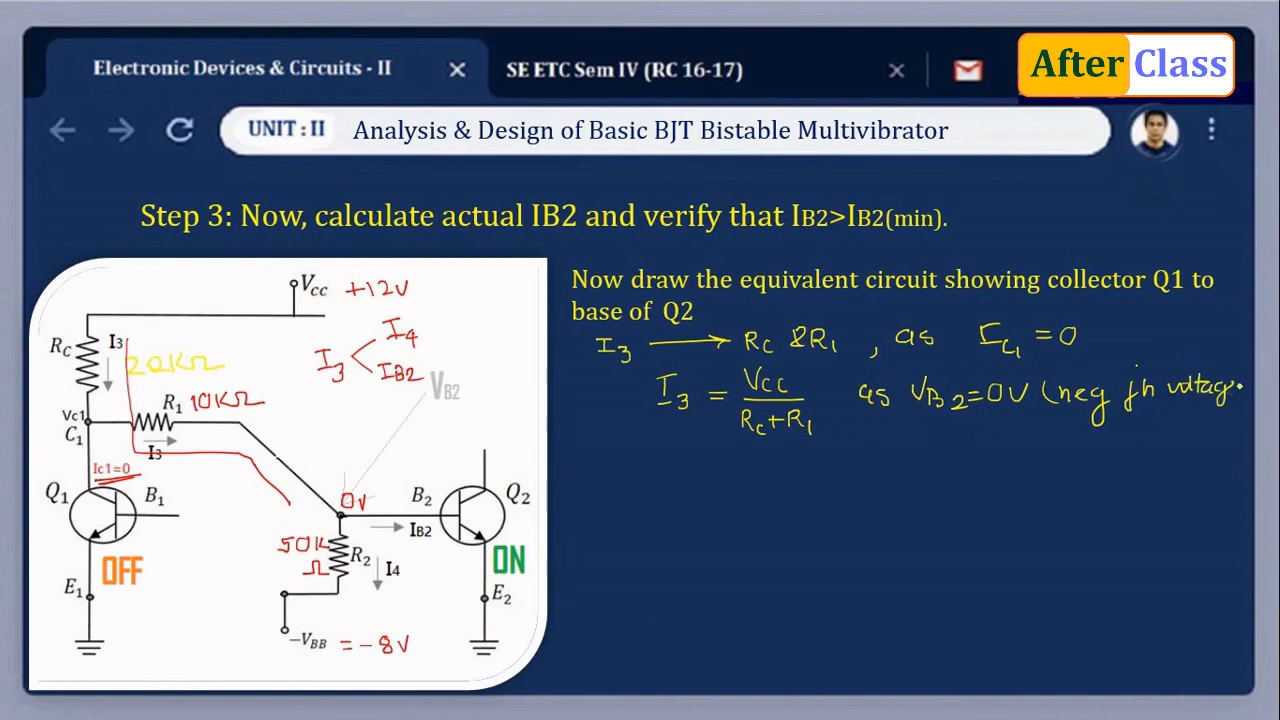 Electronic Devices & Circuits - II
SE ETC Sem IV (RC 16-17)
After Class
UNIT : II Analysis & Design of Basic BJT Bistable Multivibrator
Step 3: Now, calculate actual IB2 and verify that IB2>IB2(min).
Now draw the equivalent circuit showing collector Q1 to
base of Q2
I3 → RC & R1, as IC1 = 0
I3 = VCC / RC+R1 as VB2=0V (neg jn voltage
VCC +12V
RC
I3
20KΩ
I3 < I4
IB2
VB2
R1 10KΩ
Vc1
C1
I3
Ic1=0
Q1
B1
0V
B2
Q2
IB2
50K
Ω
R2
I4
OFF
ON
E1
E2
-VBB = -8V